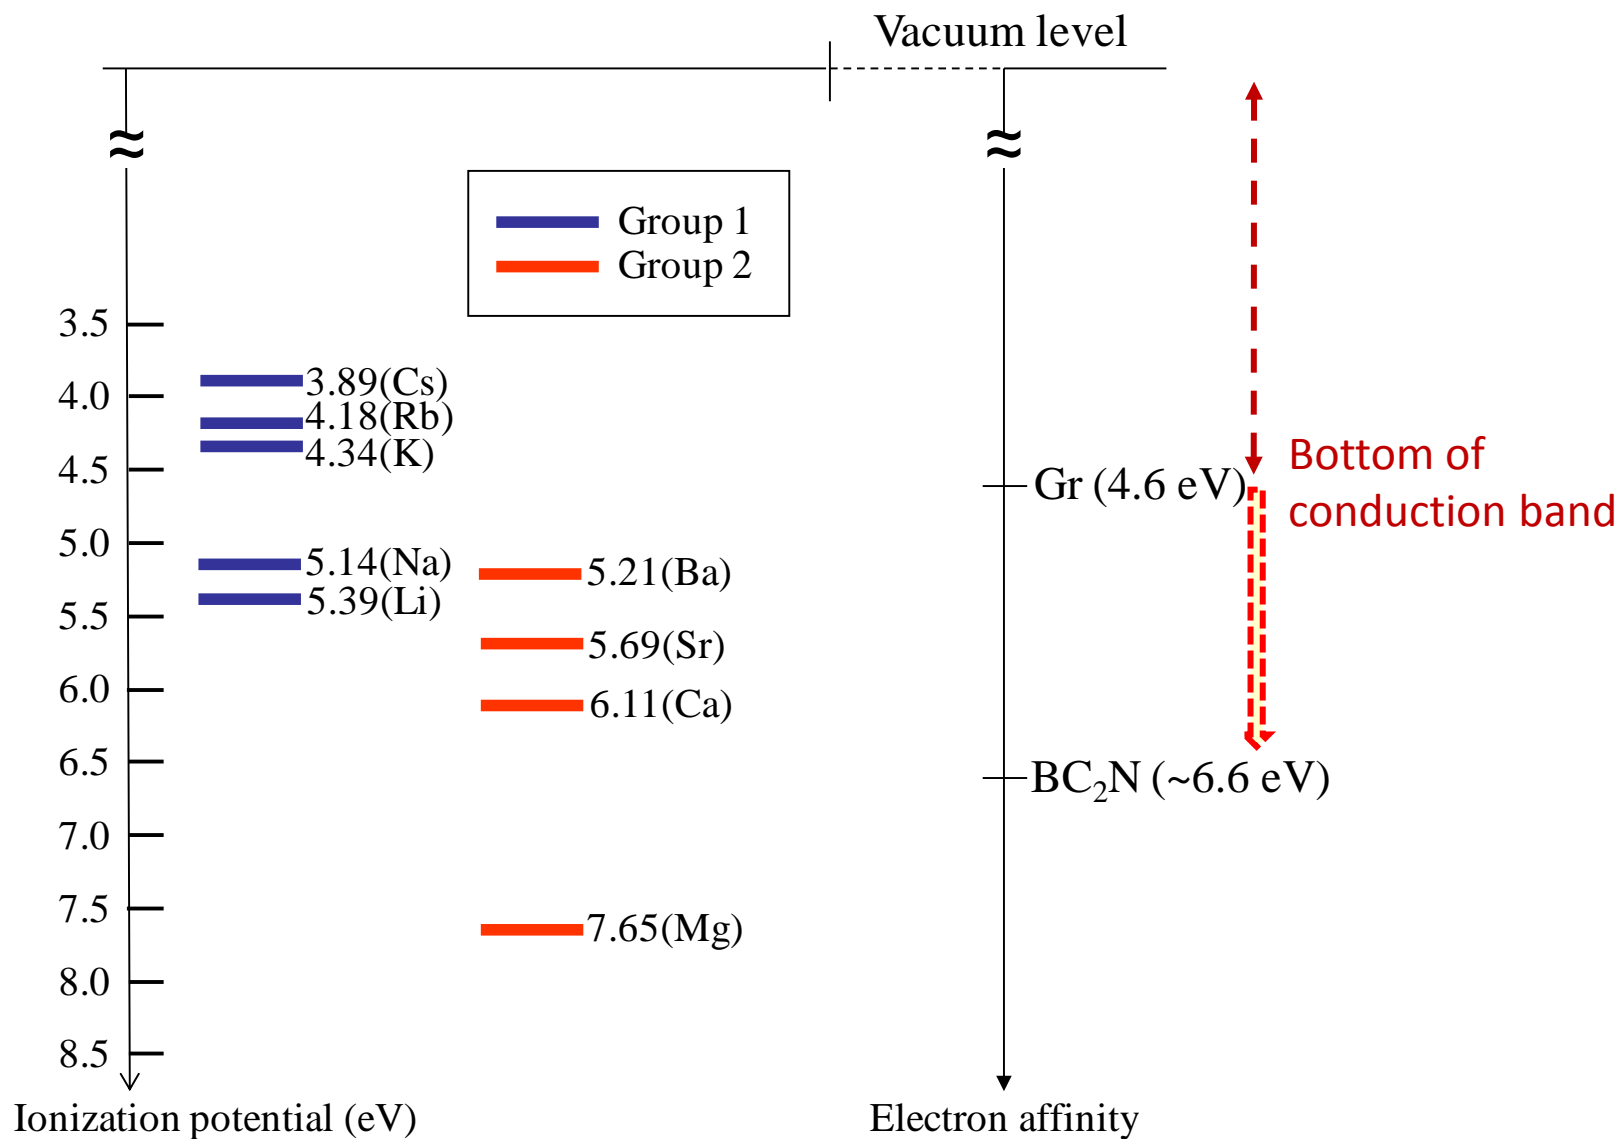 Vacuum level
Group 1
Group 2
3.5
4.0
4.5
5.0
5.5
6.0
6.5
7.0
7.5
8.0
8.5
3.89(Cs)
4.18(Rb)
4.34(K)
5.14(Na)
5.39(Li)
5.21(Ba)
5.69(Sr)
6.11(Ca)
7.65(Mg)
Gr (4.6 eV)
BC₂N (~6.6 eV)
Bottom of
conduction band
Ionization potential (eV)
Electron affinity